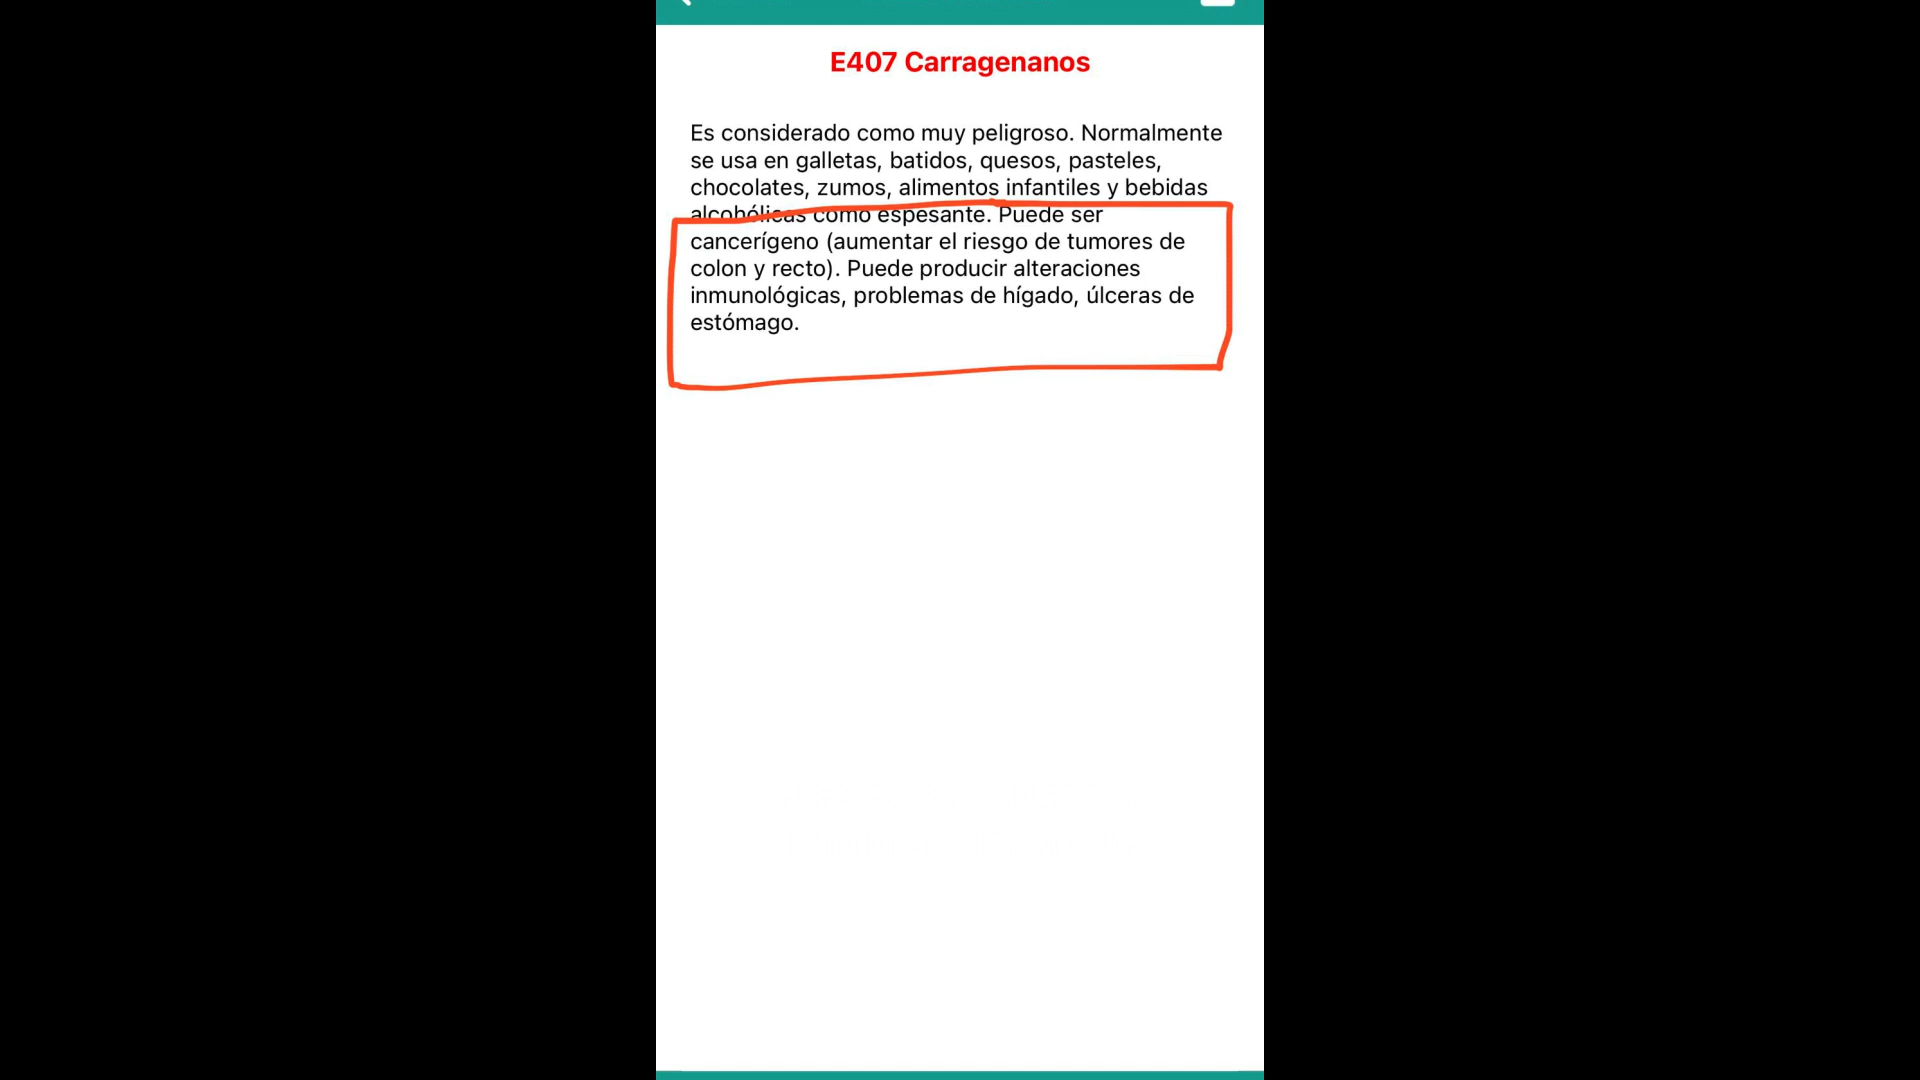 E407 Carragenanos
Es considerado como muy peligroso. Normalmente
se usa en galletas, batidos, quesos, pasteles,
chocolates, zumos, alimentos infantiles y bebidas
alcohólicas como espesante. Puede ser
cancerígeno (aumentar el riesgo de tumores de
colon y recto). Puede producir alteraciones
inmunológicas, problemas de hígado, úlceras de
estómago.